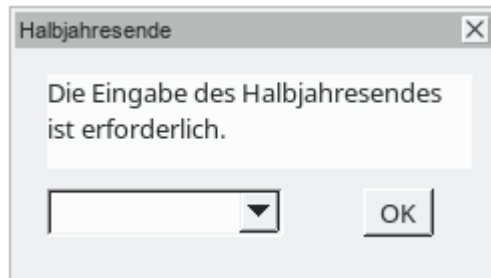 Halbjahresende
Die Eingabe des Halbjahresendes
ist erforderlich.
OK